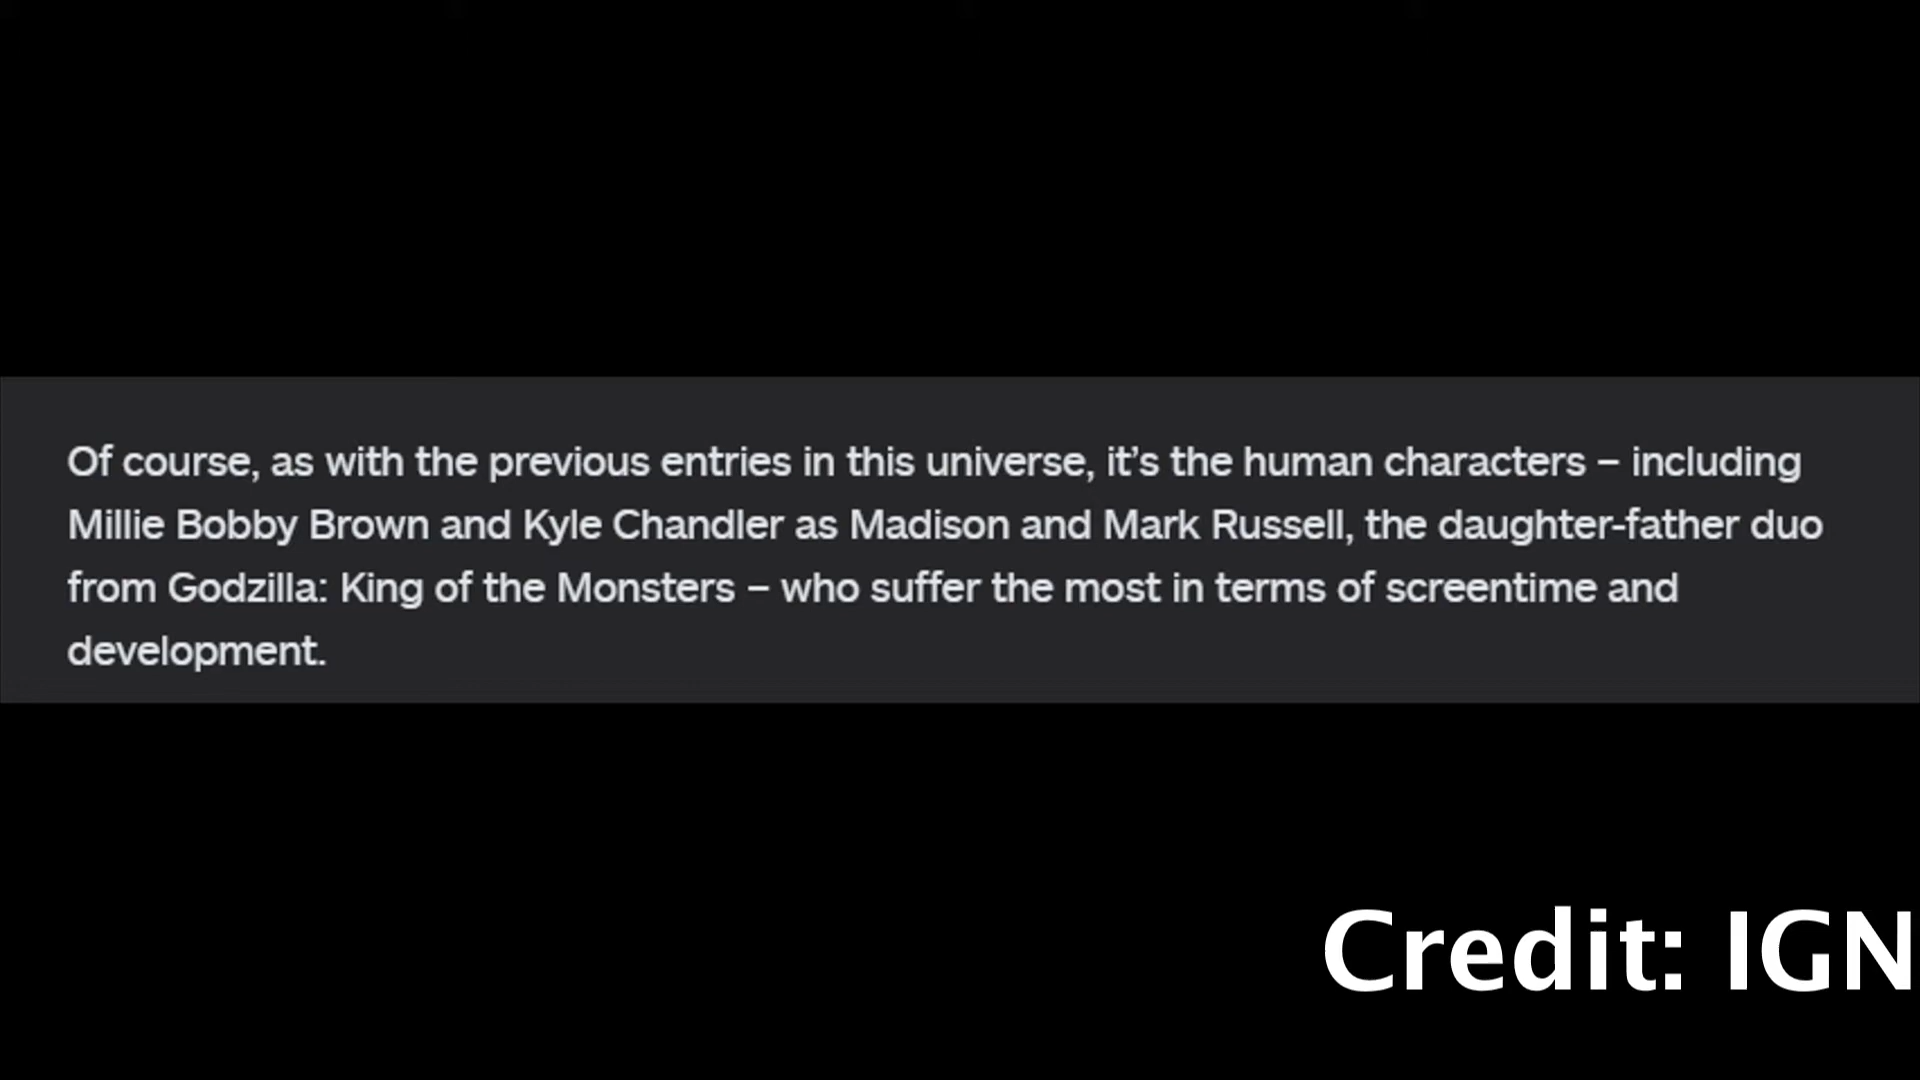 Of course, as with the previous entries in this universe, it’s the human characters – including
Millie Bobby Brown and Kyle Chandler as Madison and Mark Russell, the daughter-father duo
from Godzilla: King of the Monsters – who suffer the most in terms of screentime and
development.
Credit: IGN